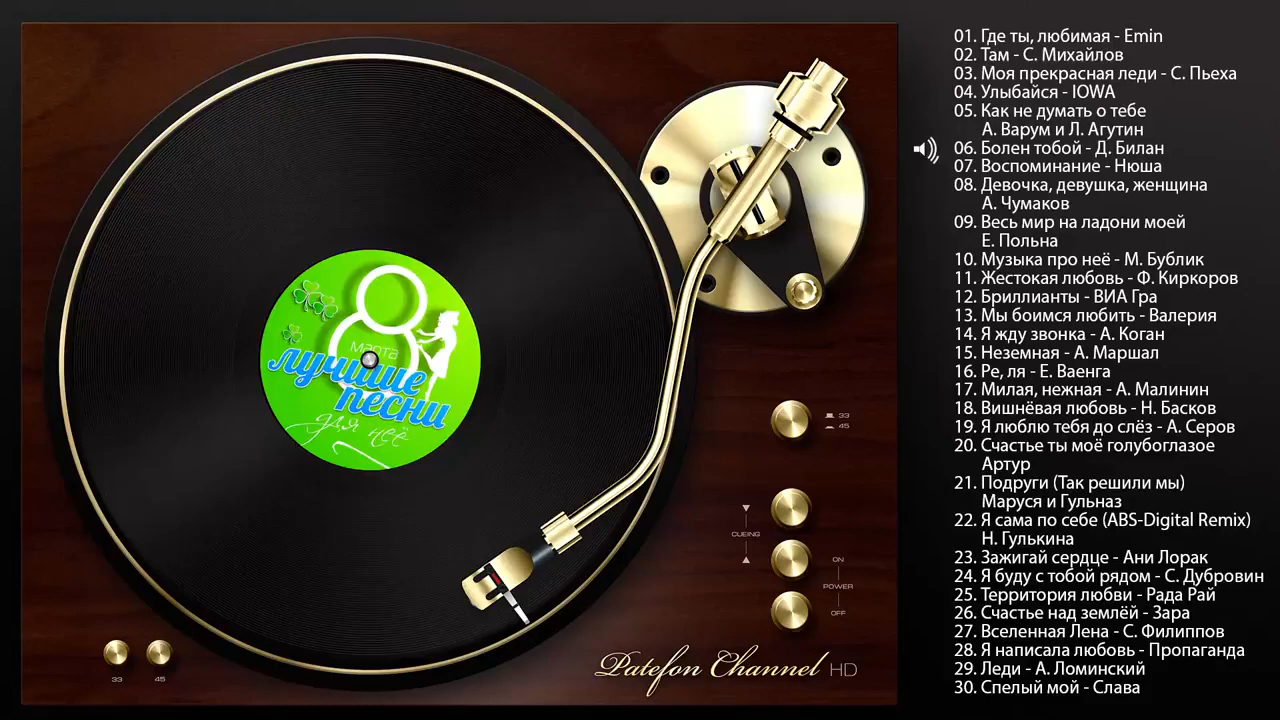 01. Где ты, любимая - Emin
02. Там - С. Михайлов
03. Моя прекрасная леди - С. Пьеха
04. Улыбайся - IOWA
05. Как не думать о тебе
А. Варум и Л. Агутин
06. Болен тобой - Д. Билан
07. Воспоминание - Нюша
08. Девочка, девушка, женщина
А. Чумаков
09. Весь мир на ладони моей
Е. Польна
10. Музыка про неё - М. Бублик
11. Жестокая любовь - Ф. Киркоров
12. Бриллианты - ВИА Гра
13. Мы боимся любить - Валерия
14. Я жду звонка - А. Коган
15. Неземная - А. Маршал
16. Ре, ля - Е. Ваенга
17. Милая, нежная - А. Малинин
18. Вишнёвая любовь - Н. Басков
19. Я люблю тебя до слёз - А. Серов
20. Счастье ты моё голубоглазое
Артур
21. Подруги (Так решили мы)
Маруся и Гульназ
22. Я сама по себе (ABS-Digital Remix)
Н. Гулькина
23. Зажигай сердце - Ани Лорак
24. Я буду с тобой рядом - С. Дубровин
25. Территория любви - Рада Рай
26. Счастье над землёй - Зара
27. Вселенная Лена - С. Филиппов
28. Я написала любовь - Пропаганда
29. Леди - А. Ломинский
30. Спелый мой - Слава
8
марта
лучшие
песни
для неё
33
45
CUEING
ON
POWER
OFF
33
45
Patefon Channel HD